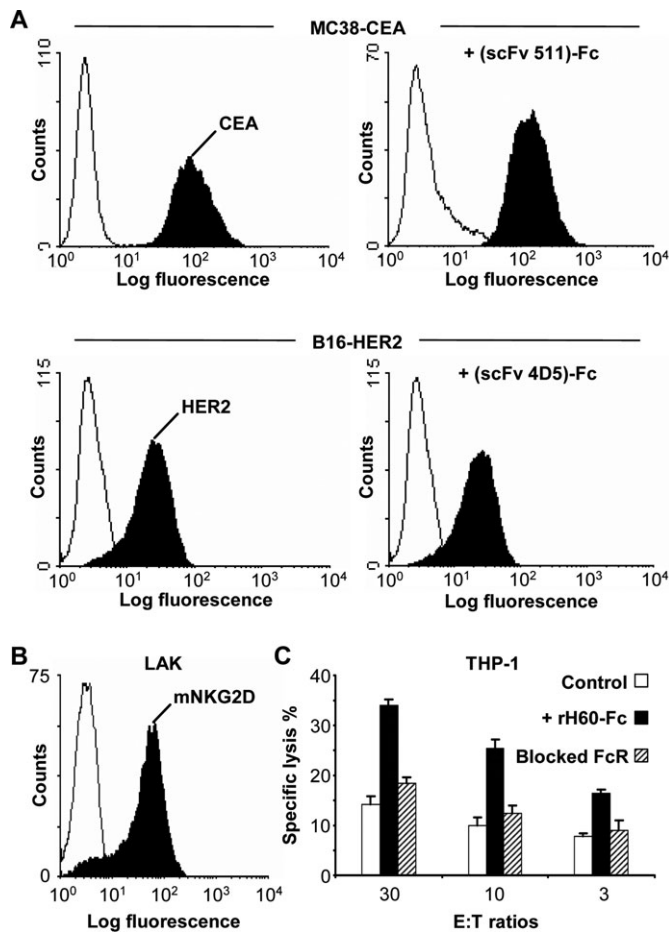 A
MC38-CEA
110
Counts
0
CEA
10⁰ 10¹ 10² 10³ 10⁴
Log fluorescence
70
Counts
0
+ (scFv 511)-Fc
10⁰ 10¹ 10² 10³ 10⁴
Log fluorescence
B16-HER2
115
Counts
0
HER2
10⁰ 10¹ 10² 10³ 10⁴
Log fluorescence
115
Counts
0
+ (scFv 4D5)-Fc
10⁰ 10¹ 10² 10³ 10⁴
Log fluorescence
B
LAK
75
Counts
0
mNKG2D
10⁰ 10¹ 10² 10³ 10⁴
Log fluorescence
C
THP-1
Specific lysis %
40
30
20
10
0
Control
+ rH60-Fc
Blocked FcR
30 10 3
E:T ratios